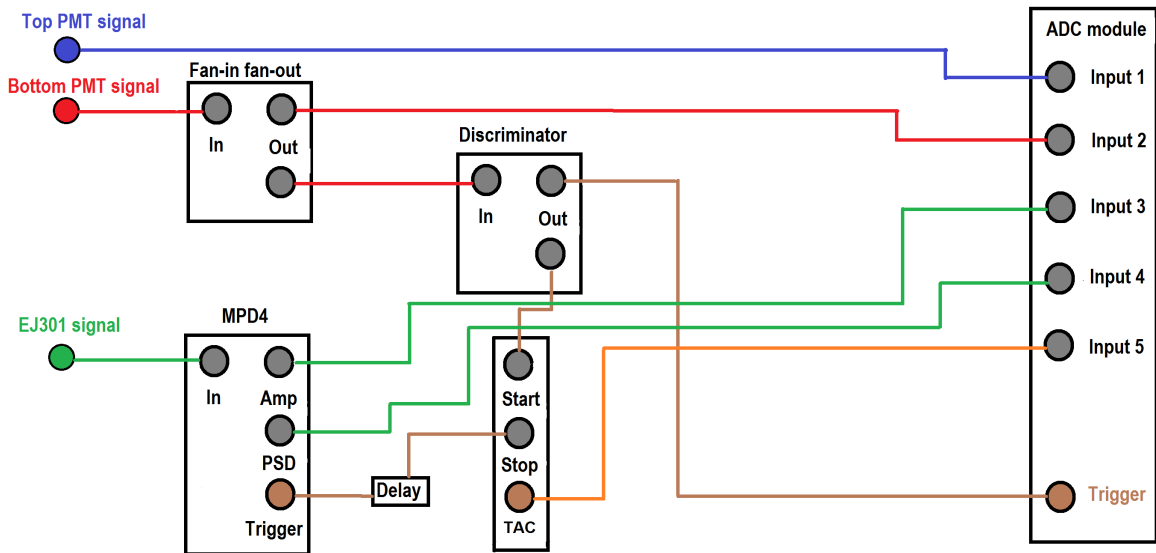 Top PMT signal
ADC module
Fan-in fan-out
Input 1
Bottom PMT signal
Discriminator
In
Out
Input 2
In
Out
Input 3
Input 4
EJ301 signal
MPD4
Input 5
In
Amp
Start
PSD
Stop
Delay
Trigger
Trigger
TAC